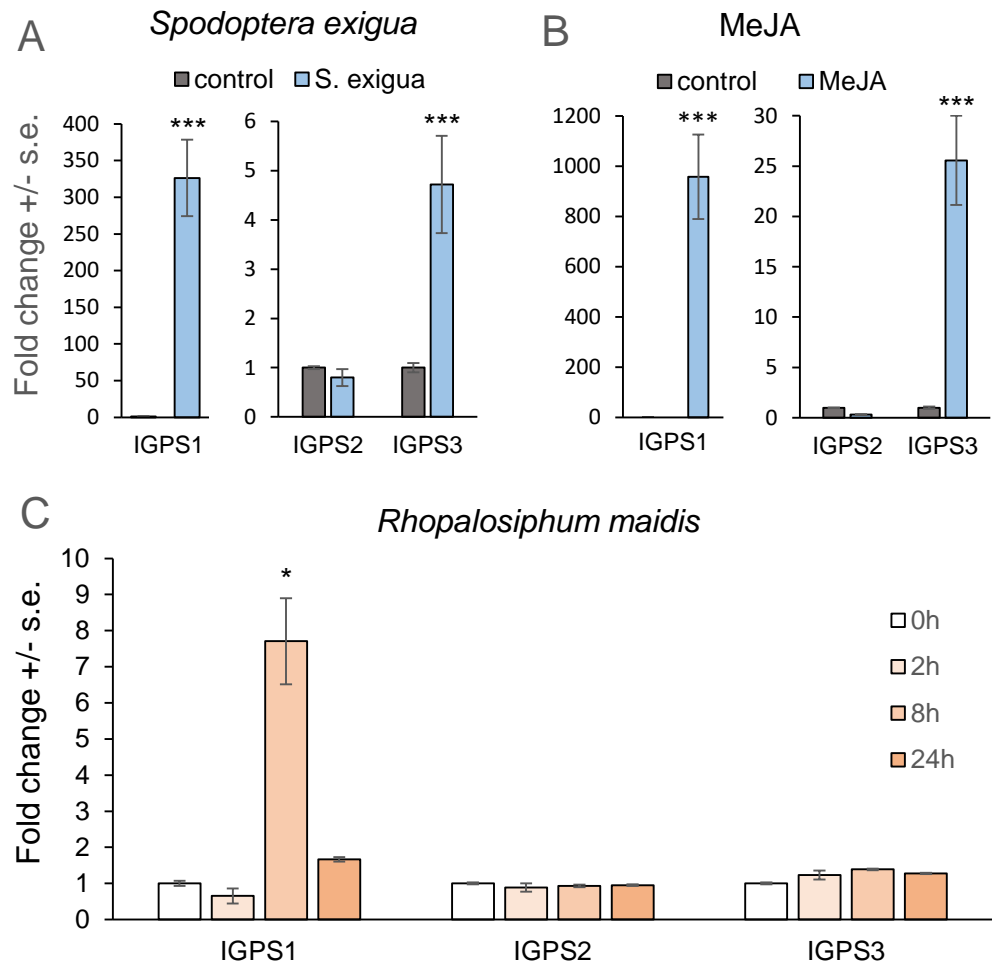 A
Spodoptera exigua
control S. exigua
Fold change +/- s.e.
400
350
300
250
200
150
100
50
0
***
IGPS1
6
5
4
3
2
1
0
***
IGPS2 IGPS3
B
MeJA
control MeJA
1200
1000
800
600
400
200
0
***
IGPS1
30
25
20
15
10
5
0
***
IGPS2 IGPS3
C
Rhopalosiphum maidis
Fold change +/- s.e.
10
9
8
7
6
5
4
3
2
1
0
*
0h
2h
8h
24h
IGPS1 IGPS2 IGPS3